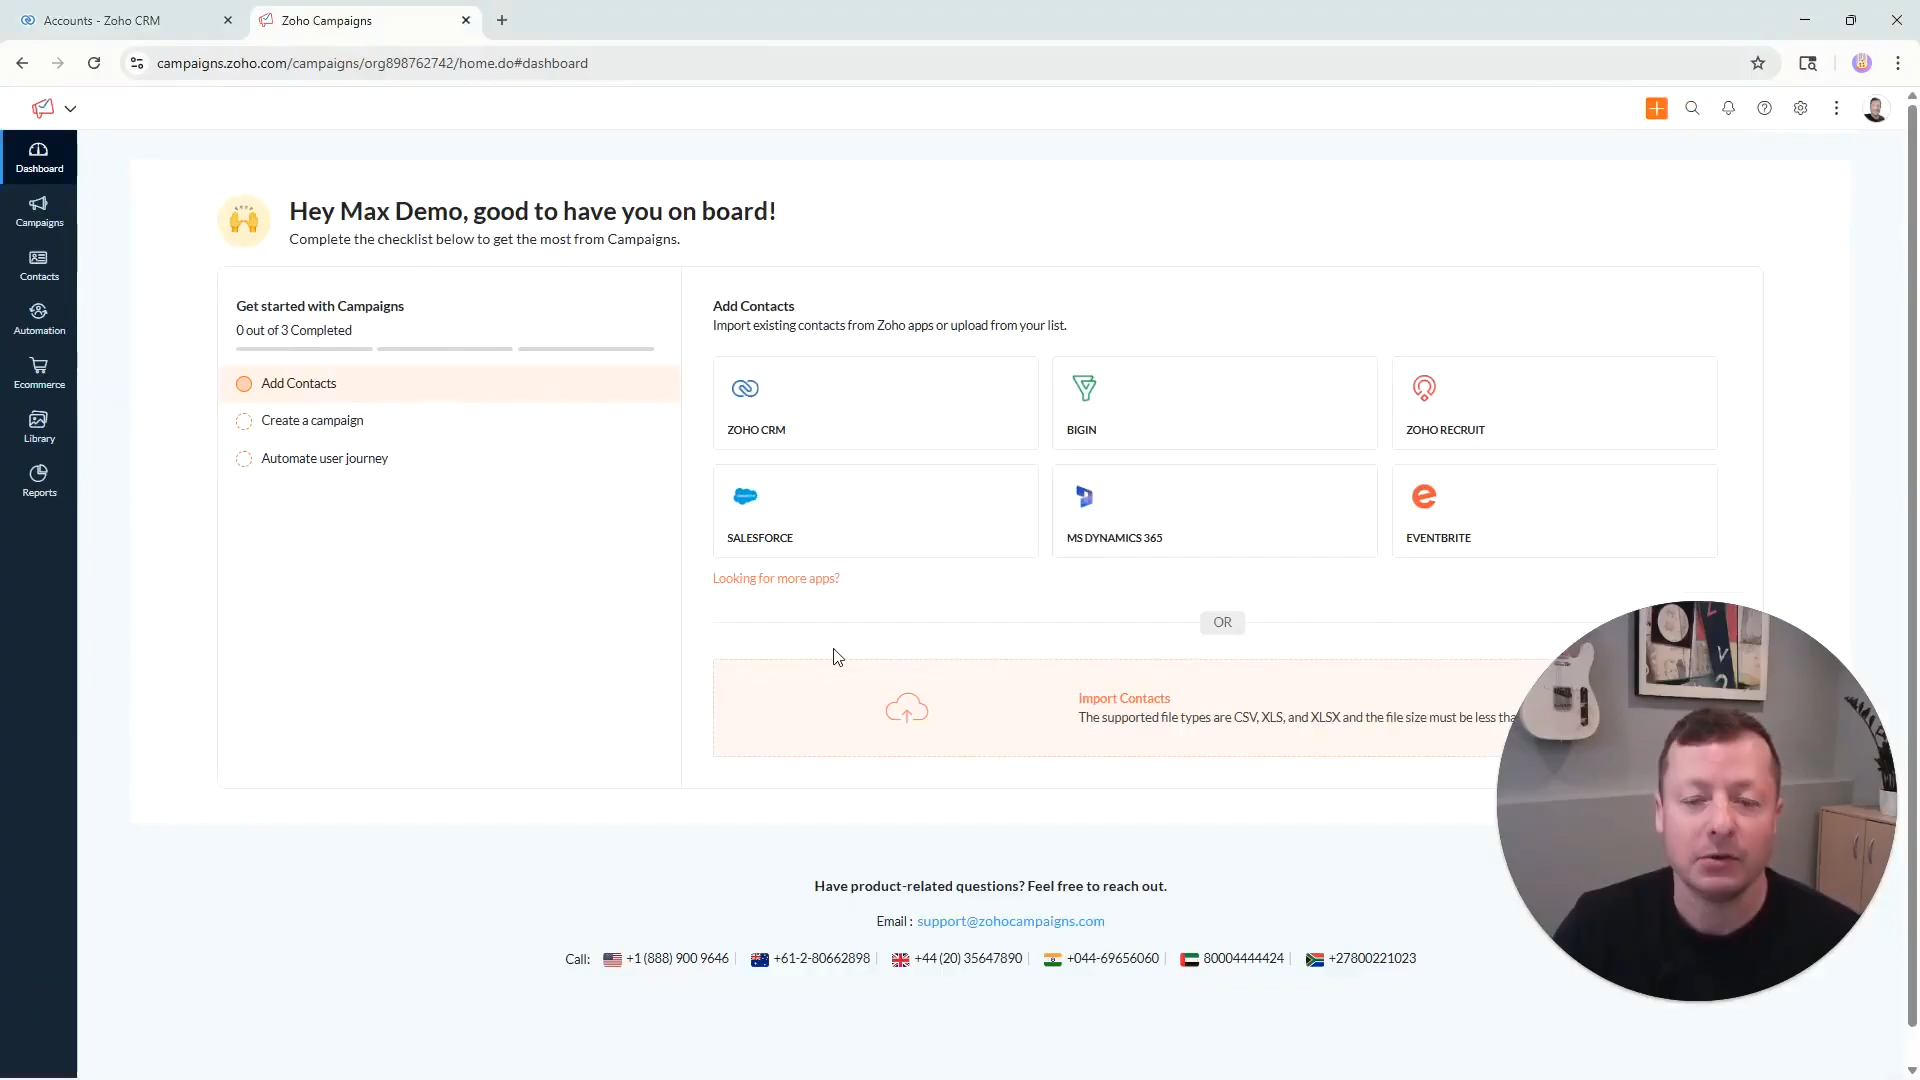 Accounts - Zoho CRM
Zoho Campaigns
campaigns.zoho.com/campaigns/org898762742/home.do#dashboard
Dashboard
Campaigns
Contacts
Automation
Ecommerce
Library
Reports
Hey Max Demo, good to have you on board!
Complete the checklist below to get the most from Campaigns.
Get started with Campaigns
0 out of 3 Completed
Add Contacts
Create a campaign
Automate user journey
Add Contacts
Import existing contacts from Zoho apps or upload from your list.
ZOHO CRM
BIGIN
ZOHO RECRUIT
SALESFORCE
MS DYNAMICS 365
EVENTBRITE
Looking for more apps?
OR
Import Contacts
The supported file types are CSV, XLS, and XLSX and the file size must be less
Have product-related questions? Feel free to reach out.
Email : support@zohocampaigns.com
Call: +1 (888) 900 9646 | +61-2-80662898 | +44 (20) 35647890 | +044-69656060 | 80004444424 | +27800221023